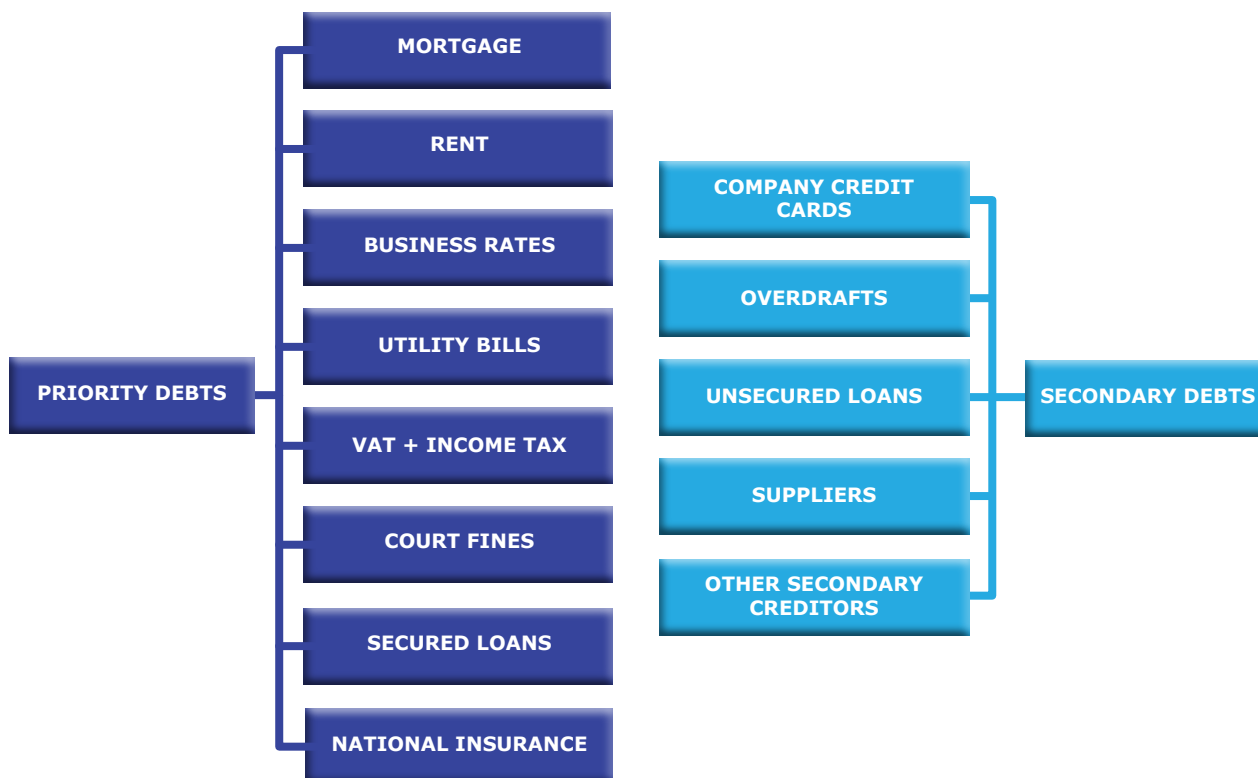 PRIORITY DEBTS
MORTGAGE
RENT
BUSINESS RATES
UTILITY BILLS
VAT + INCOME TAX
COURT FINES
SECURED LOANS
NATIONAL INSURANCE
COMPANY CREDIT
CARDS
OVERDRAFTS
UNSECURED LOANS
SUPPLIERS
OTHER SECONDARY
CREDITORS
SECONDARY DEBTS